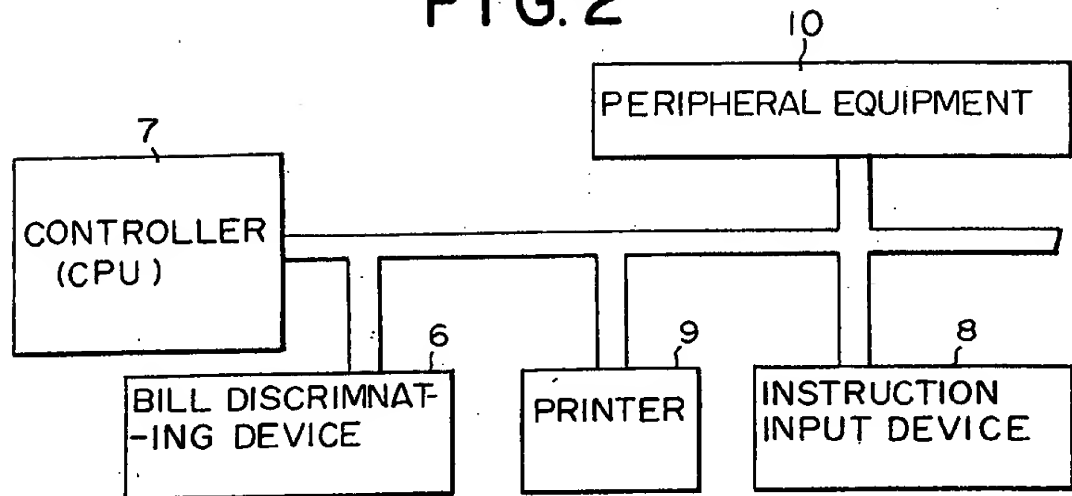 FIG. 2
10
PERIPHERAL EQUIPMENT
7
CONTROLLER
(CPU)
6
BILL DISCRIMNAT-
-ING DEVICE
9
PRINTER
8
INSTRUCTION
INPUT DEVICE